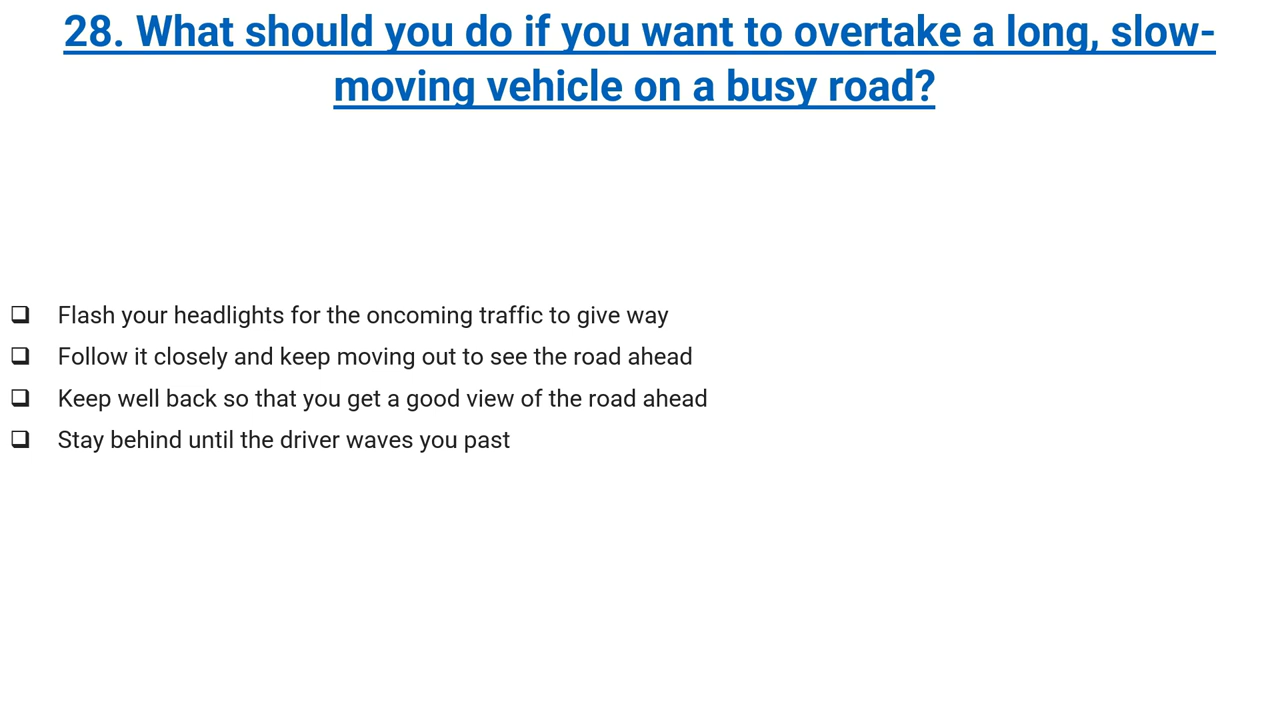 28. What should you do if you want to overtake a long, slow-
moving vehicle on a busy road?
❑ Flash your headlights for the oncoming traffic to give way
❑ Follow it closely and keep moving out to see the road ahead
❑ Keep well back so that you get a good view of the road ahead
❑ Stay behind until the driver waves you past